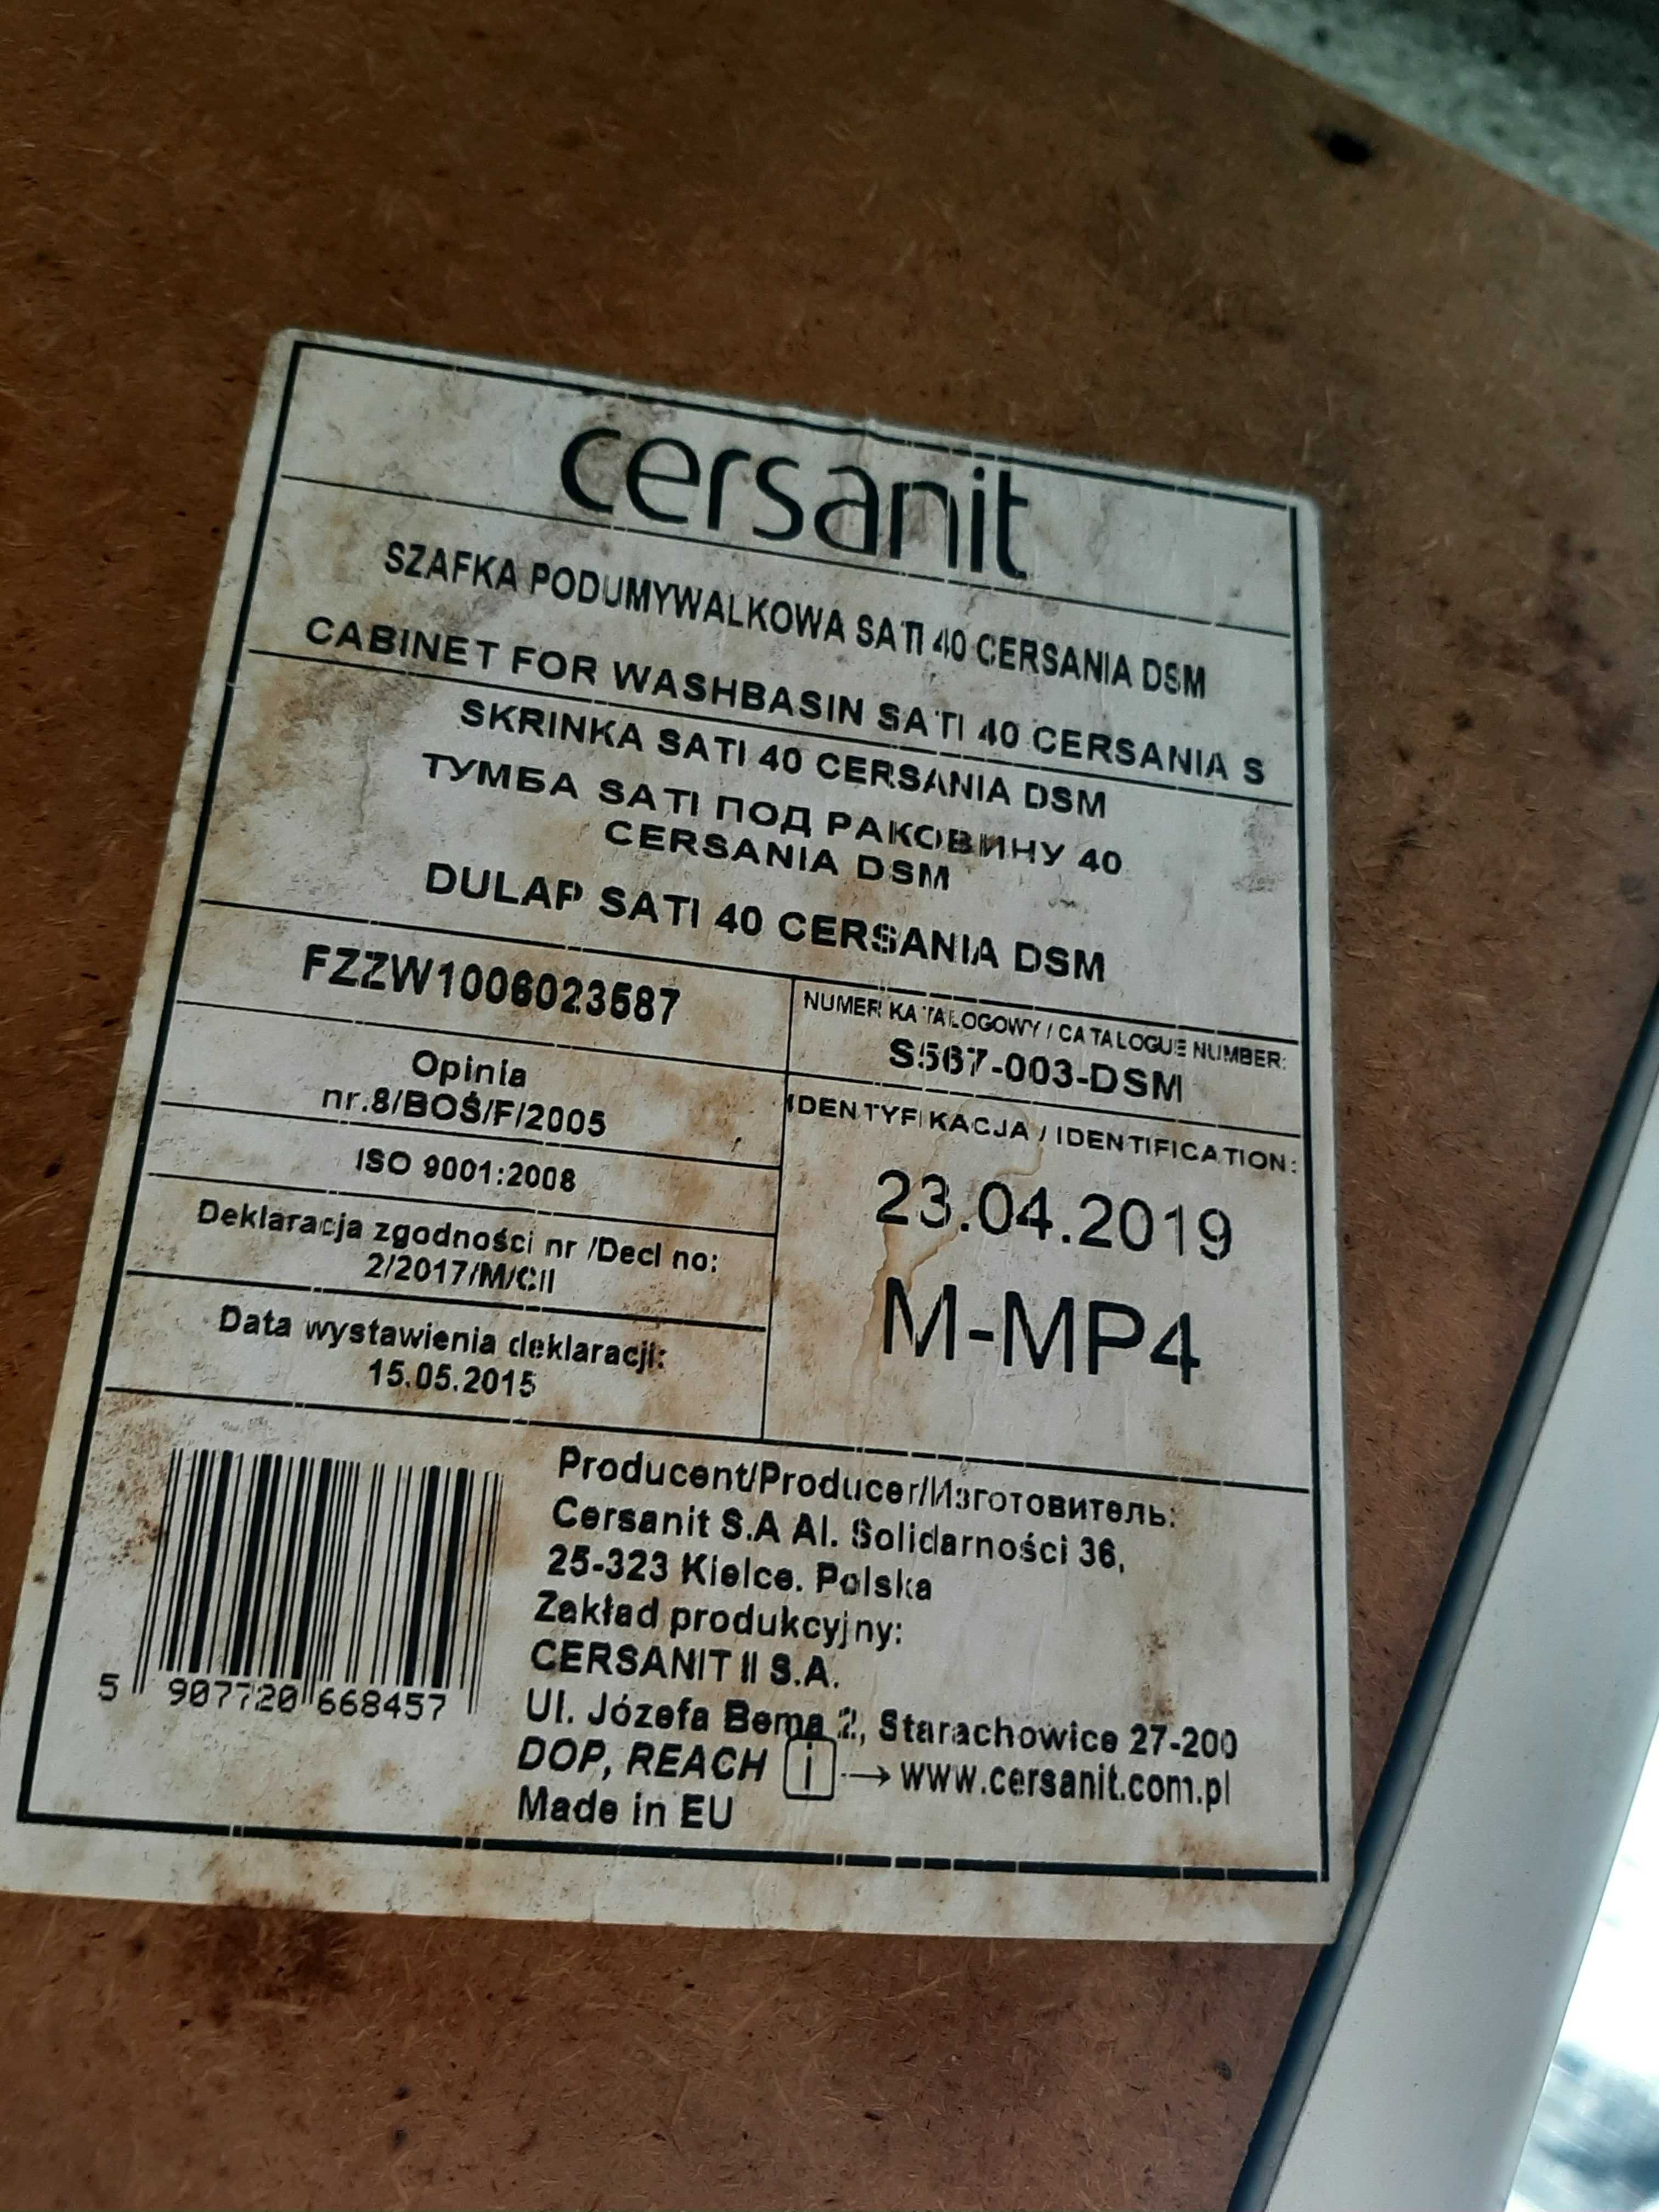 cersanit
SZAFKA PODUMYWALKOWA SATI 40 CERSANIA DSM
CABINET FOR WASHBASIN SATI 40 CERSANIA S
SKRINKA SATI 40 CERSANIA DSM
ТУМБА SATI ПОД РАКОВИНУ 40
CERSANIA DSM
DULAP SATI 40 CERSANIA DSM
FZZW1006023587
NUMER KATALOGOWY / CATALOGUE NUMBER:
S567-003-DSM
Opinia
nr.8/BOŚ/F/2005
IDENTYFIKACJA / IDENTIFICATION:
ISO 9001:2008
23.04.2019
Deklaracja zgodności nr /Decl no:
2/2017/M/CII
M-MP4
Data wystawienia deklaracji:
15.05.2015
Producent/Producer/Изготовитель:
Cersanit S.A Al. Solidarności 36,
25-323 Kielce. Polska
Zakład produkcyjny:
CERSANIT II S.A.
Ul. Józefa Bema 2, Starachowice 27-200
DOP, REACH i → www.cersanit.com.pl
Made in EU
5 907720 668457